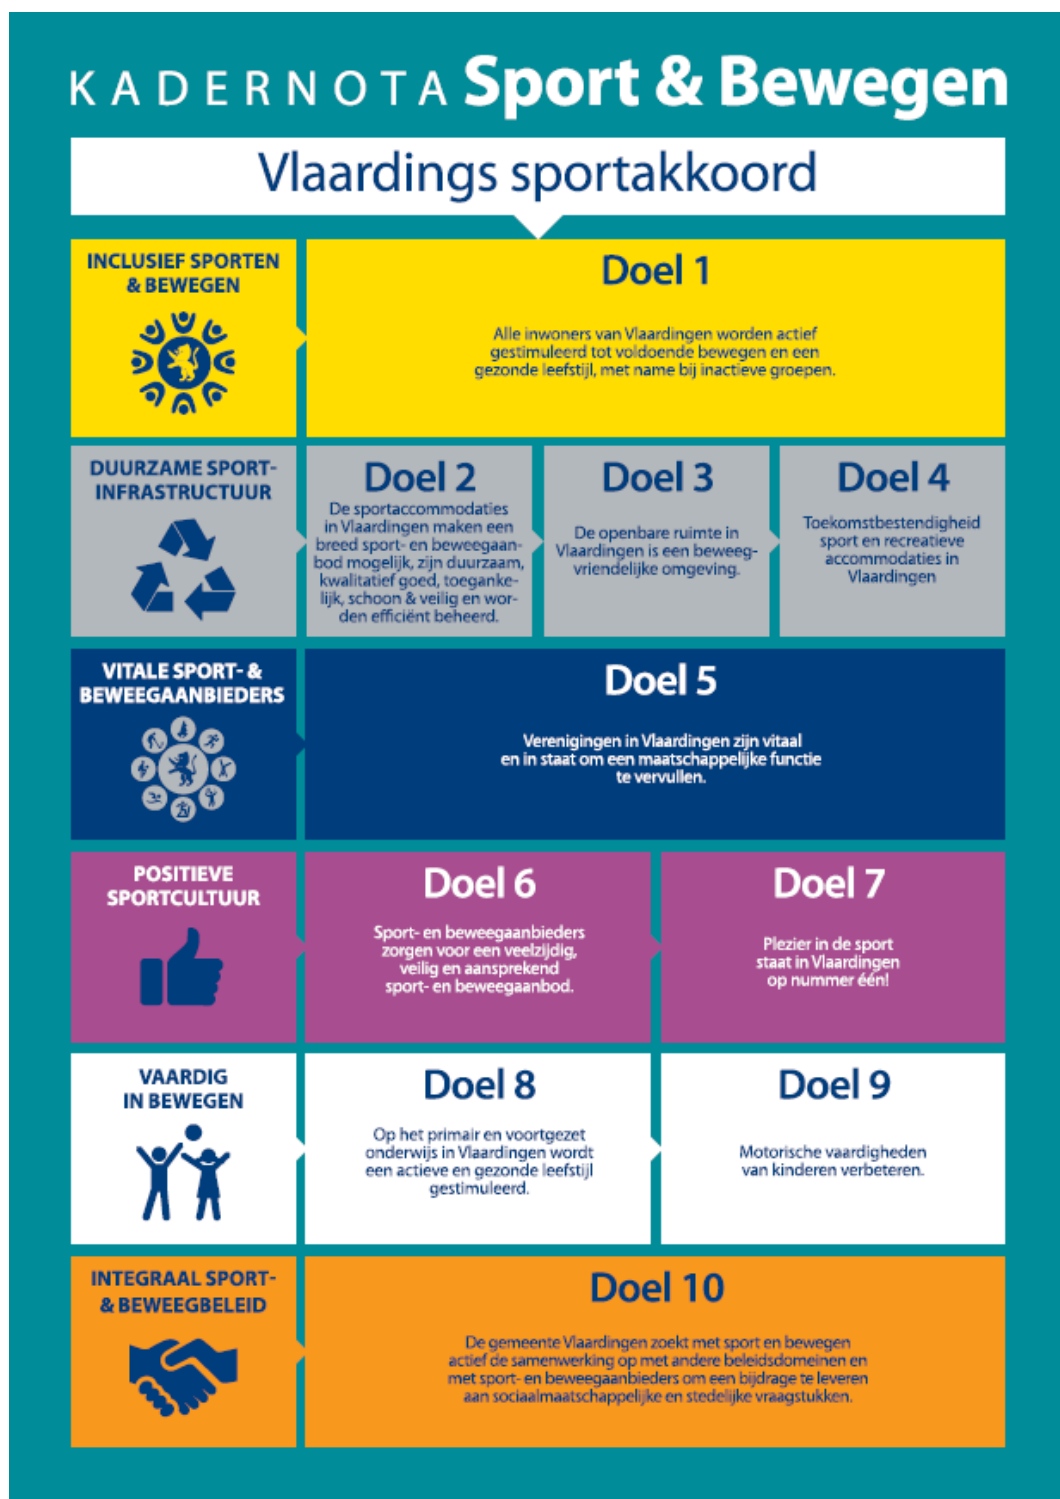 KADERNOTA Sport & Bewegen
Vlaardings sportakkoord
INCLUSIEF SPORTEN
& BEWEGEN
Doel 1
Alle inwoners van Vlaardingen worden actief
gestimuleerd tot voldoende bewegen en een
gezonde leefstijl, met name bij inactieve groepen.
DUURZAME SPORT-
INFRASTRUCTUUR
Doel 2
De sportaccommodaties
in Vlaardingen maken een
breed sport- en beweegaan-
bod mogelijk, zijn duurzaam,
kwalitatief goed, toeganke-
lijk, schoon & veilig en wor-
den efficiënt beheerd.
Doel 3
De openbare ruimte in
Vlaardingen is een beweeg-
vriendelijke omgeving.
Doel 4
Toekomstbestendigheid
sport en recreatieve
accommodaties in
Vlaardingen
VITALE SPORT- &
BEWEEGAANBIEDERS
Doel 5
Verenigingen in Vlaardingen zijn vitaal
en in staat om een maatschappelijke functie
te vervullen.
POSITIEVE
SPORTCULTUUR
Doel 6
Sport- en beweegaanbieders
zorgen voor een veelzijdig,
veilig en aansprekend
sport- en beweegaanbod.
Doel 7
Plezier in de sport
staat in Vlaardingen
op nummer één!
VAARDIG
IN BEWEGEN
Doel 8
Op het primair en voortgezet
onderwijs in Vlaardingen wordt
een actieve en gezonde leefstijl
gestimuleerd.
Doel 9
Motorische vaardigheden
van kinderen verbeteren.
INTEGRAAL SPORT-
& BEWEEGBELEID
Doel 10
De gemeente Vlaardingen zoekt met sport en bewegen
actief de samenwerking op met andere beleidsdomeinen en
met sport- en beweegaanbieders om een bijdrage te leveren
aan sociaalmaatschappelijke en stedelijke vraagstukken.